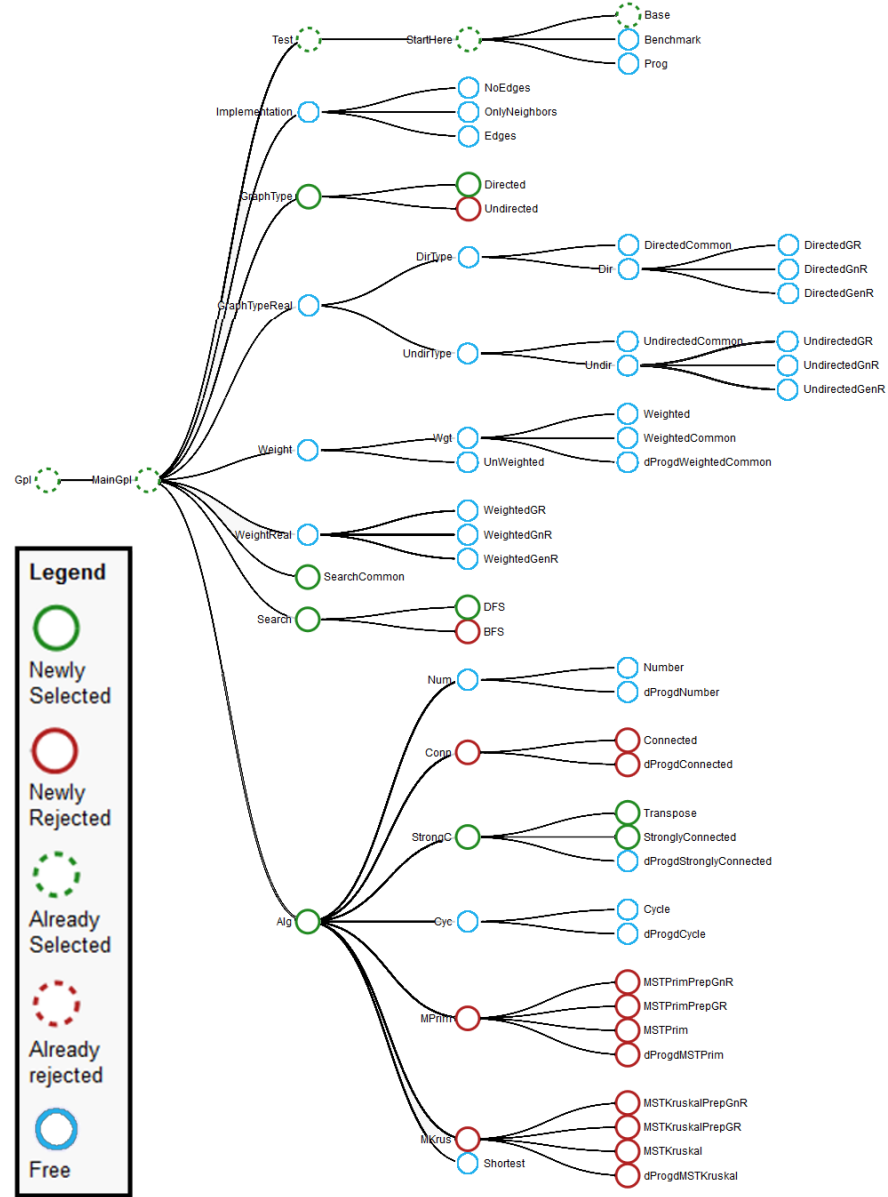 Base
Test
StartHere
Benchmark
Prog
NoEdges
Implementation
OnlyNeighbors
Edges
Directed
GraphType
Undirected
DirType
DirectedCommon
DirectedGR
Dir
DirectedGnR
DirectedGenR
GraphTypeReal
UndirType
UndirectedCommon
UndirectedGR
Undir
UndirectedGnR
UndirectedGenR
Weighted
Weight
Wgt
WeightedCommon
UnWeighted
dProgdWeightedCommon
Gpl
MainGpl
WeightedGR
WeightReal
WeightedGnR
WeightedGenR
SearchCommon
DFS
Search
BFS
Legend
Newly
Selected
Newly
Rejected
Already
Selected
Already
rejected
Free
Number
Num
dProgdNumber
Connected
Conn
dProgdConnected
Transpose
StrongC
StronglyConnected
dProgdStronglyConnected
Cycle
Alg
Cyc
dProgdCycle
MSTPrimPrepGnR
MSTPrimPrepGR
MPrim
MSTPrim
dProgdMSTPrim
MSTKruskalPrepGnR
MSTKruskalPrepGR
MKrus
MSTKruskal
Shortest
dProgdMSTKruskal